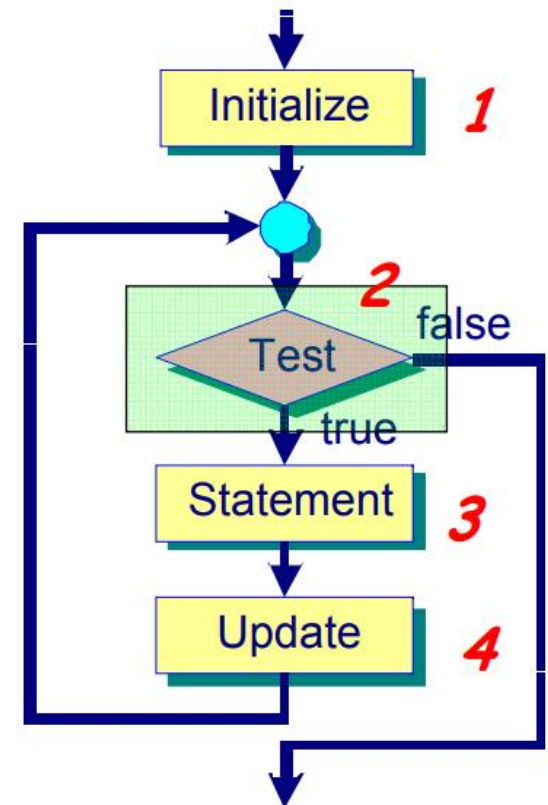 Initialize
1
2
false
Test
true
Statement
3
Update
4